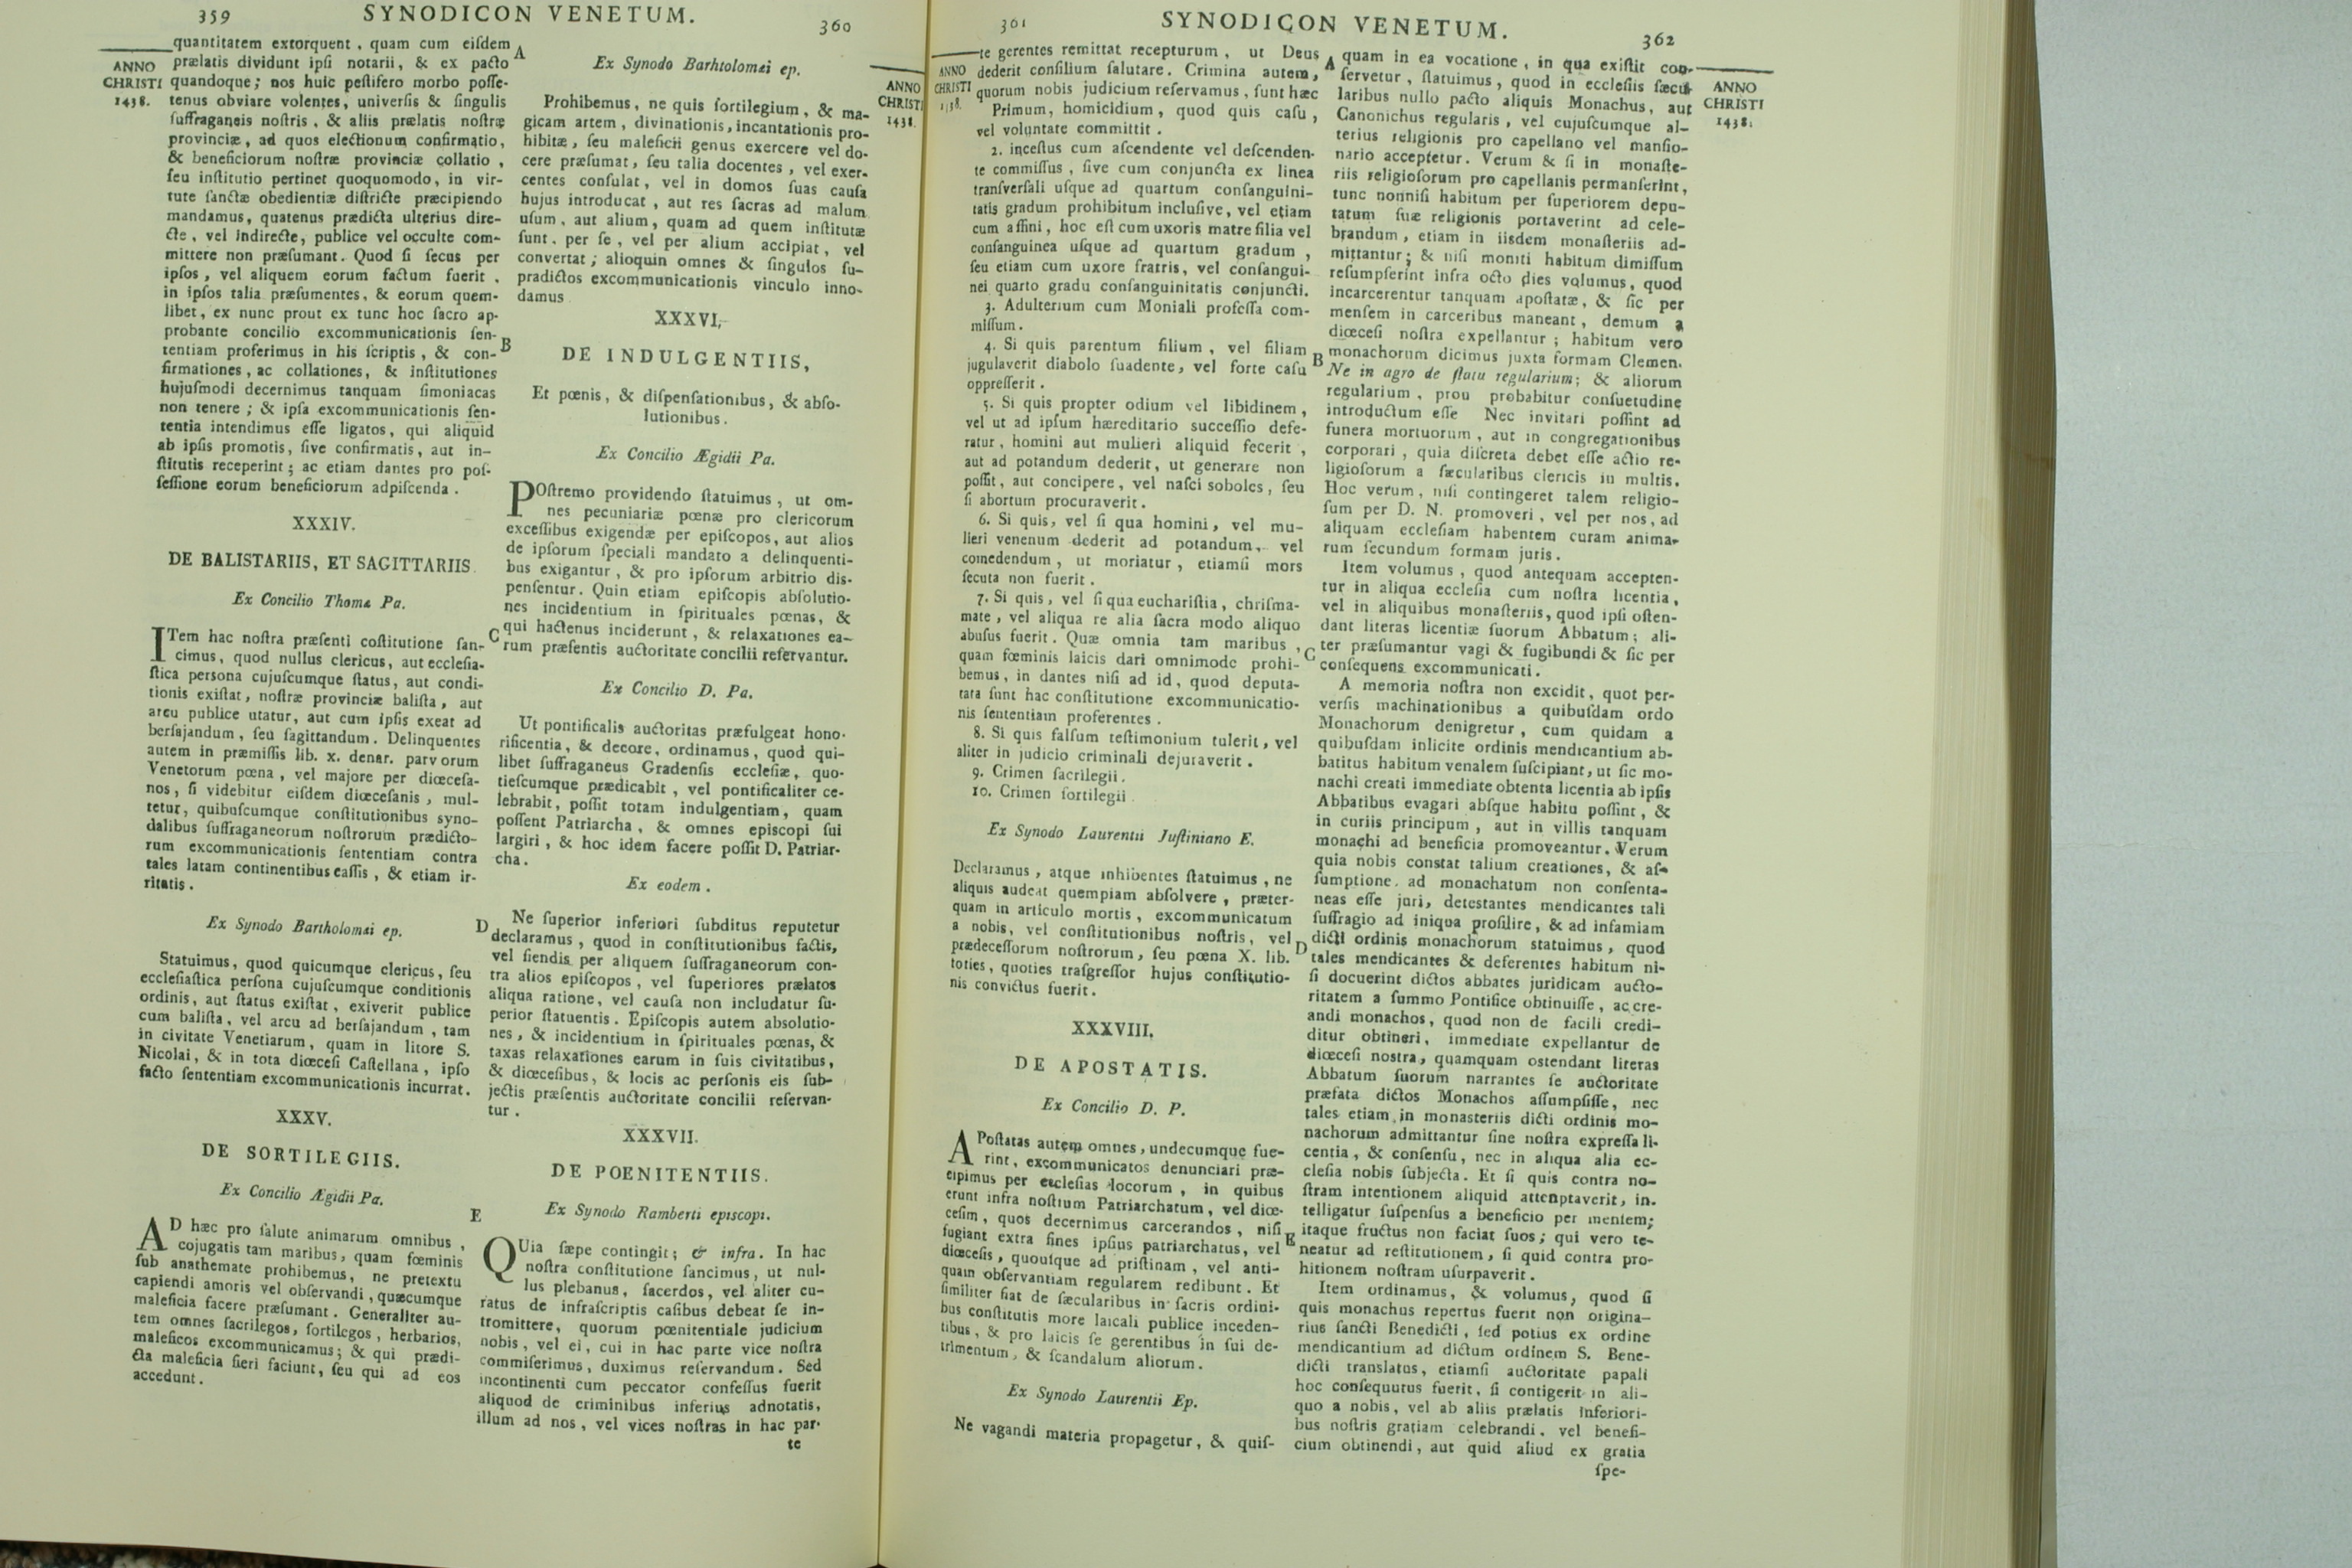 359
SYNODICON VENETUM.
360
ANNO
CHRISTI
1438.
quantitatem extorquent, quam cum eiſdem
prælatis dividunt ipſi notarii, & ex pacto
quandoque; nos huic peſtifero morbo poſſe-
tenus obviare volentes, univerſis & ſingulis
ſuffraganeis noſtris, & aliis prælatis noſtræ
provinciæ, ad quos electionum confirmatio,
& beneficiorum noſtræ provinciæ collatio,
ſeu inſtitutio pertinet quoquomodo, in vir-
tute ſanctæ obedientiæ diſtricte præcipiendo
mandamus, quatenus prædicta ulterius dire-
cte, vel indirecte, publice vel occulte com-
mittere non præſumant. Quod ſi ſecus per
ipſos, vel aliquem eorum factum fuerit,
in ipſos talia præſumentes, & eorum quem-
libet, ex nunc prout ex tunc hoc ſacro ap-
probante concilio excommunicationis ſen-
tentiam proferimus in his ſcriptis, & con-
firmationes, ac collationes, & inſtitutiones
hujuſmodi decernimus tanquam ſimoniacas
non tenere; & ipſa excommunicationis ſen-
tentia intendimus eſſe ligatos, qui aliquid
ab ipſis promotis, ſive confirmatis, aut in-
ſtitutis receperint; ac etiam dantes pro poſ-
ſeſſione eorum beneficiorum adpiſcenda.
XXXIV.
DE BALISTARIIS, ET SAGITTARIIS.
Ex Concilio Thomæ Pa.
ITem hac noſtra præſenti coſtitutione ſan-
cimus, quod nullus clericus, aut eccleſia-
ſtica perſona cujuſcumque ſtatus, aut condi-
tionis exiſtat, noſtræ provinciæ baliſta, aut
arcu publice utatur, aut cum ipſis exeat ad
berſajandum, ſeu ſagittandum. Delinquentes
autem in præmiſſis lib. x. denar. parvorum
Venetorum pœna, vel majore per diœceſa-
nos, ſi videbitur eiſdem diœceſanis, mul-
tetur, quibuſcumque conſtitutionibus syno-
dalibus ſuffraganeorum noſtrorum prædicto-
rum excommunicationis ſententiam contra
tales latam continentibus caſſis, & etiam ir-
ritatis.
Ex Synodo Bartholomæi ep.
Statuimus, quod quicumque clericus, ſeu
eccleſiaſtica perſona cujuſcumque conditionis
ordinis, aut ſtatus exiſtat, exiverit publice
cum baliſta, vel arcu ad berſajandum, tam
in civitate Venetiarum, quam in litore S.
Nicolai, & in tota diœceſi Caſtellana, ipſo
facto ſententiam excommunicationis incurrat.
XXXV.
DE SORTILEGIIS.
Ex Concilio Ægidii Pa.
AD hæc pro ſalute animarum omnibus,
cojugatis tam maribus, quam fœminis
ſub anathemate prohibemus, ne pretextu
capiendi amoris vel obſervandi, quæcumque
maleficia facere præſumant. Generaliter au-
tem omnes ſacrilegos, ſortilegos, herbarios,
maleficos excommunicamus; & qui prædi-
cta maleficia fieri faciunt, ſeu qui ad eos
accedunt.
A
B
C
D
E
Ex Synodo Barhtolomæi ep.
ANNO
CHRISTI
1438.
Prohibemus, ne quis ſortilegium, & ma-
gicam artem, divinationis, incantationis pro-
hibitæ, ſeu maleficii genus exercere vel do-
cere præſumat, ſeu talia docentes, vel exer-
centes conſulat, vel in domos ſuas cauſa
hujus introducat, aut res ſacras ad malum
uſum, aut alium, quam ad quem inſtitutæ
ſunt, per ſe, vel per alium accipiat, vel
convertat; alioquin omnes & ſingulos ſu-
pradictos excommunicationis vinculo inno-
damus
XXXVI.
DE INDULGENTIIS,
Et pœnis, & diſpenſationibus, & abſo-
lutionibus.
Ex Concilio Ægidii Pa.
POſtremo providendo ſtatuimus, ut om-
nes pecuniariæ pœnæ pro clericorum
exceſſibus exigendæ per epiſcopos, aut alios
de ipſorum ſpeciali mandato a delinquenti-
bus exigantur, & pro ipſorum arbitrio dis-
penſentur. Quin etiam epiſcopis abſolutio-
nes incidentium in ſpirituales pœnas, &
qui hactenus inciderunt, & relaxationes ea-
rum præſentis auctoritate concilii reſervantur.
Ex Concilio D. Pa.
Ut pontificalis auctoritas præfulgeat hono-
rificentia, & decore, ordinamus, quod qui-
libet ſuffraganeus Gradenſis eccleſiæ, quo-
tieſcumque prædicabit, vel pontificaliter ce-
lebrabit, poſſit totam indulgentiam, quam
poſſent Patriarcha, & omnes episcopi ſui
largiri, & hoc idem facere poſſit D. Patriar-
cha.
Ex eodem.
Ne ſuperior inferiori ſubditus reputetur
declaramus, quod in conſtitutionibus factis,
vel fiendis per aliquem ſuffraganeorum con-
tra alios epiſcopos, vel ſuperiores prælatos
aliqua ratione, vel cauſa non includatur ſu-
perior ſtatuentis. Epiſcopis autem absolutio-
nes, & incidentium in ſpirituales pœnas, &
taxas relaxationes earum in ſuis civitatibus,
& diœceſibus, & locis ac perſonis eis ſub-
jectis præſentis auctoritate concilii reſervan-
tur.
XXXVII.
DE POENITENTIIS.
Ex Synodo Ramberti episcopi.
QUia ſæpe contingit; & infra. In hac
noſtra conſtitutione ſancimus, ut nul-
lus plebanus, ſacerdos, vel aliter cu-
ratus de infraſcriptis caſibus debeat ſe in-
tromittere, quorum pœnitentiale judicium
nobis, vel ei, cui in hac parte vice noſtra
commiſerimus, duximus reſervandum. Sed
incontinenti cum peccator confeſſus fuerit
aliquod de criminibus inferius adnotatis,
illum ad nos, vel vices noſtras in hac par-
te
361
SYNODICON VENETUM.
362
ANNO
CHRISTI
1438.
te gerentes remittat recepturum, ut Deus
dederit conſilium ſalutare. Crimina autem,
quorum nobis judicium reſervamus, ſunt hæc
Primum, homicidium, quod quis caſu,
vel voluntate committit.
2. inceſtus cum aſcendente vel deſcenden-
te commiſſus, ſive cum conjuncta ex linea
tranſverſali uſque ad quartum conſanguini-
tatis gradum prohibitum incluſive, vel etiam
cum affini, hoc eſt cum uxoris matre filia vel
conſanguinea uſque ad quartum gradum,
ſeu etiam cum uxore fratris, vel conſangui-
nei quarto gradu conſanguinitatis conjuncti.
3. Adulterium cum Moniali profeſſa com-
miſſum.
4. Si quis parentum filium, vel filiam
jugulaverit diabolo ſuadente, vel forte caſu
oppreſſerit.
5. Si quis propter odium vel libidinem,
vel ut ad ipſum hæreditario ſucceſſio defe-
ratur, homini aut mulieri aliquid fecerit,
aut ad potandum dederit, ut generare non
poſſit, aut concipere, vel naſci soboles, ſeu
ſi abortum procuraverit.
6. Si quis, vel ſi qua homini, vel mu-
lieri venenum dederit ad potandum, vel
comedendum, ut moriatur, etiamſi mors
ſecuta non fuerit.
7. Si quis, vel ſi qua euchariſtia, chriſma-
mate, vel aliqua re alia ſacra modo aliquo
abuſus fuerit. Quæ omnia tam maribus,
quam fœminis laicis dari omnimode prohi-
bemus, in dantes niſi ad id, quod deputa-
tata ſunt hac conſtitutione excommunicatio-
nis ſententiam proferentes.
8. Si quis falſum teſtimonium tulerit, vel
aliter in judicio criminali dejuraverit.
9. Crimen ſacrilegii.
10. Crimen ſortilegii.
Ex Synodo Laurentii Juſtiniano E.
Declaramus, atque inhibentes ſtatuimus, ne
aliquis audeat quempiam abſolvere, præter-
quam in articulo mortis, excommunicatum
a nobis, vel conſtitutionibus noſtris, vel
prædeceſſorum noſtrorum, ſeu pœna X. lib.
toties, quoties traſgreſſor hujus conſtitutio-
nis convictus fuerit.
XXXVIII.
DE APOSTATIS.
Ex Concilio D. P.
APoſtatas autem omnes, undecumque fue-
rint, excommunicatos denunciari præ-
cipimus per eccleſias locorum, in quibus
erunt infra noſtrum Patriarchatum, vel diœ-
ceſim, quos decernimus carcerandos, niſi
fugiant extra fines ipſius patriarchatus, vel
diœceſis, quouſque ad priſtinam, vel anti-
quam obſervantiam regularem redibunt. Et
ſimiliter fiat de ſæcularibus in ſacris ordini-
bus conſtitutis more laicali publice inceden-
tibus, & pro laicis ſe gerentibus in ſui de-
trimentum, & ſcandalum aliorum.
Ex Synodo Laurentii Ep.
Ne vagandi materia propagetur, & quiſ-
A
B
C
D
E
quam in ea vocatione, in qua exiſtit con-
ſervetur, ſtatuimus, quod in eccleſiis ſæcu-
laribus nullo pacto aliquis Monachus, aut
Canonichus regularis, vel cujuſcumque al-
terius religionis pro capellano vel manſio-
nario acceptetur. Verum & ſi in monaſte-
riis religioſorum pro capellanis permanſerint,
tunc nonniſi habitum per ſuperiorem depu-
tatum ſuæ religionis portaverint ad cele-
brandum, etiam in iisdem monaſteriis ad-
mittantur; & niſi moniti habitum dimiſſum
reſumpſerint infra octo dies volumus, quod
incarcerentur tanquam apoſtatæ, & ſic per
menſem in carceribus maneant, demum a
diœceſi noſtra expellantur; habitum vero
monachorum dicimus juxta formam Clemen.
Ne in agro de ſtatu regularium; & aliorum
regularium, prou probabitur conſuetudine
introductum eſſe Nec invitari poſſint ad
funera mortuorum, aut in congregationibus
corporari, quia diſcreta debet eſſe actio re-
ligioſorum a ſæcularibus clericis in multis.
Hoc verum, niſi contingeret talem religio-
ſum per D. N. promoveri, vel per nos, ad
aliquam eccleſiam habentem curam anima-
rum ſecundum formam juris.
Item volumus, quod antequam accepten-
tur in aliqua eccleſia cum noſtra licentia,
vel in aliquibus monaſteriis, quod ipſi oſten-
dant literas licentiæ ſuorum Abbatum; ali-
ter præſumantur vagi & fugibundi & ſic per
conſequens excommunicati.
A memoria noſtra non excidit, quot per-
verſis machinationibus a quibuſdam ordo
Monachorum denigretur, cum quidam a
quibuſdam inlicite ordinis mendicantium ab-
batitus habitum venalem ſuſcipiant, ut ſic mo-
nachi creati immediate obtenta licentia ab ipſis
Abbatibus evagari abſque habitu poſſint, &
in curiis principum, aut in villis tanquam
monachi ad beneficia promoveantur. Verum
quia nobis constat talium creationes, & aſ-
ſumptione, ad monachatum non conſenta-
neas eſſe juri, detestantes mendicantes tali
ſuffragio ad iniqua proſilire, & ad infamiam
dicti ordinis monachorum statuimus, quod
tales mendicantes & deferentes habitum ni-
ſi docuerint dictos abbates juridicam aucto-
ritatem a ſummo Pontifice obtinuiſſe, ac cre-
andi monachos, quod non de facili credi-
ditur obtineri, immediate expellantur de
diœceſi nostra, quamquam ostendant literas
Abbatum ſuorum narrantes ſe auctoritate
præfata dictos Monachos aſſumpſiſſe, nec
tales etiam in monasteriis dicti ordinis mo-
nachorum admittantur ſine noſtra expreſſa li-
centia, & conſenſu, nec in aliqua alia ec-
cleſia nobis ſubjecta. Et ſi quis contra no-
ſtram intentionem aliquid attenptaverit, in-
telligatur ſuſpenſus a beneficio per menſem;
itaque fructus non faciat ſuos; qui vero te-
neatur ad reſtitutionem, ſi quid contra pro-
hitionem noſtram uſurpaverit.
Item ordinamus, & volumus, quod ſi
quis monachus repertus fuerit non origina-
rius ſancti Benedicti, ſed potius ex ordine
mendicantium ad dictum ordinem S. Bene-
dicti translatus, etiamſi auctoritate papali
hoc conſequutus fuerit, ſi contigerit in ali-
quo a nobis, vel ab aliis prælatis inferiori-
bus noſtris gratiam celebrandi, vel benefi-
cium obtinendi, aut quid aliud ex gratia
ſpe-
ANNO
CHRISTI
1438.